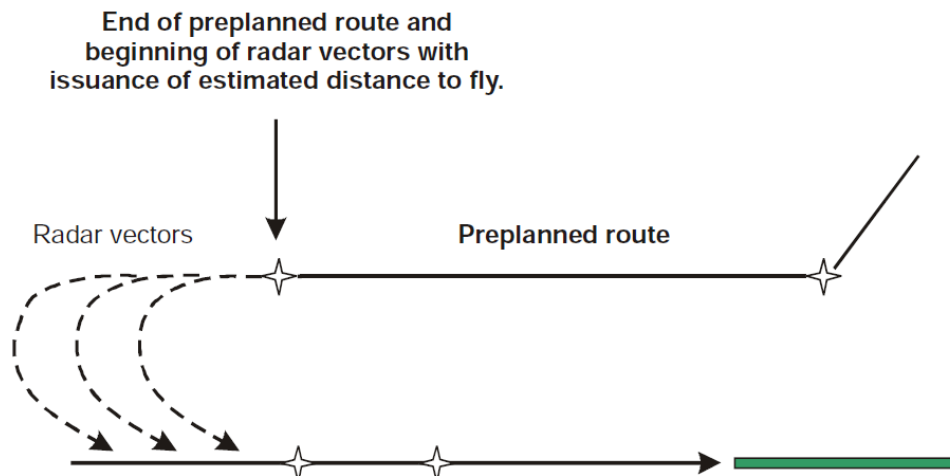 End of preplanned route and
beginning of radar vectors with
issuance of estimated distance to fly.
Radar vectors
Preplanned route